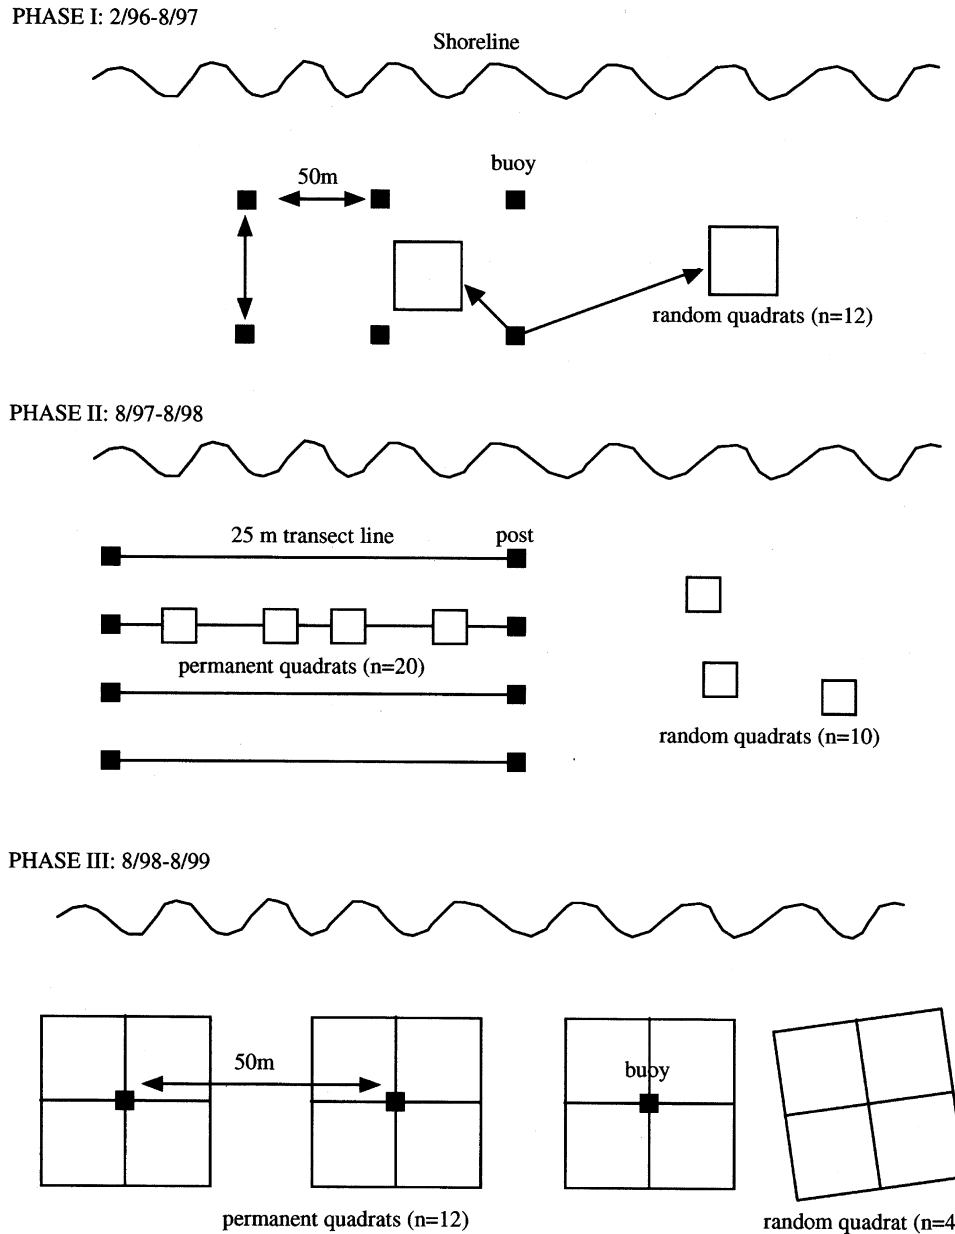 PHASE I: 2/96-8/97
Shoreline
buoy
50m
random quadrats (n=12)
PHASE II: 8/97-8/98
25 m transect line
post
permanent quadrats (n=20)
random quadrats (n=10)
PHASE III: 8/98-8/99
50m
buoy
permanent quadrats (n=12)
random quadrat (n=4